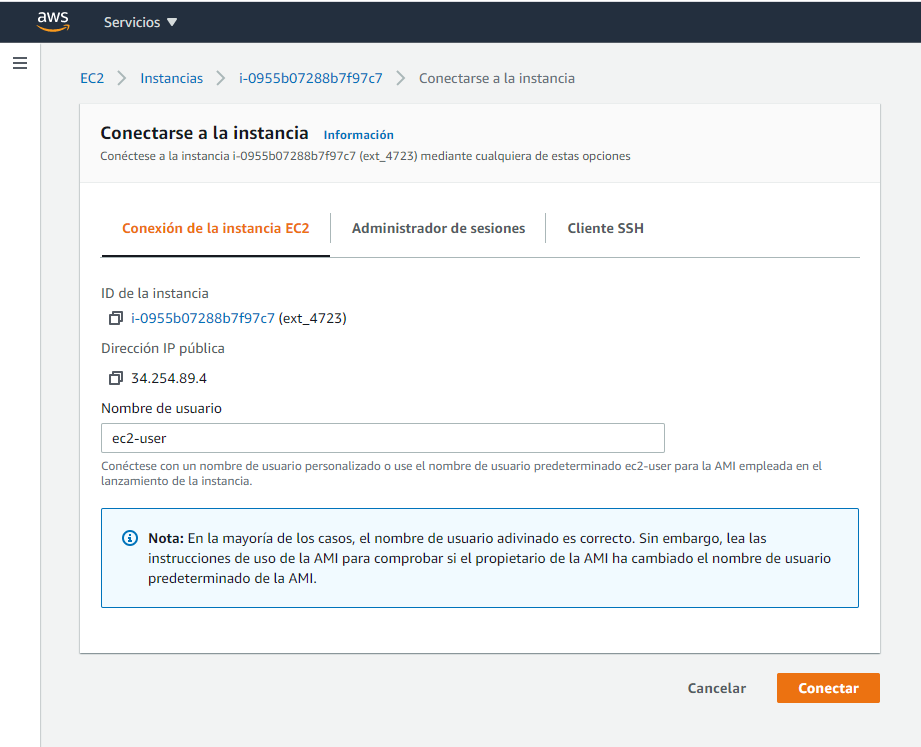 aws
Servicios
EC2
Instancias
i-0955b07288b7f97c7
Conectarse a la instancia
Conectarse a la instancia
Información
Conéctese a la instancia i-0955b07288b7f97c7 (ext_4723) mediante cualquiera de estas opciones
Conexión de la instancia EC2
Administrador de sesiones
Cliente SSH
ID de la instancia
i-0955b07288b7f97c7 (ext_4723)
Dirección IP pública
34.254.89.4
Nombre de usuario
ec2-user
Conéctese con un nombre de usuario personalizado o use el nombre de usuario predeterminado ec2-user para la AMI empleada en el
lanzamiento de la instancia.
Nota: En la mayoría de los casos, el nombre de usuario adivinado es correcto. Sin embargo, lea las
instrucciones de uso de la AMI para comprobar si el propietario de la AMI ha cambiado el nombre de usuario
predeterminado de la AMI.
Cancelar
Conectar